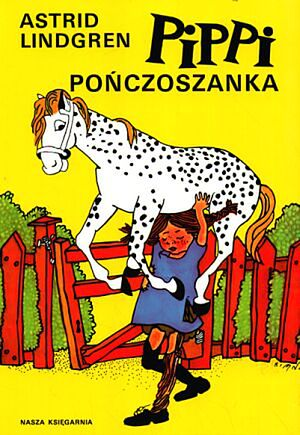 ASTRID
LINDGREN
PiPPi
POŃCZOSZANKA
NASZA KSIĘGARNIA